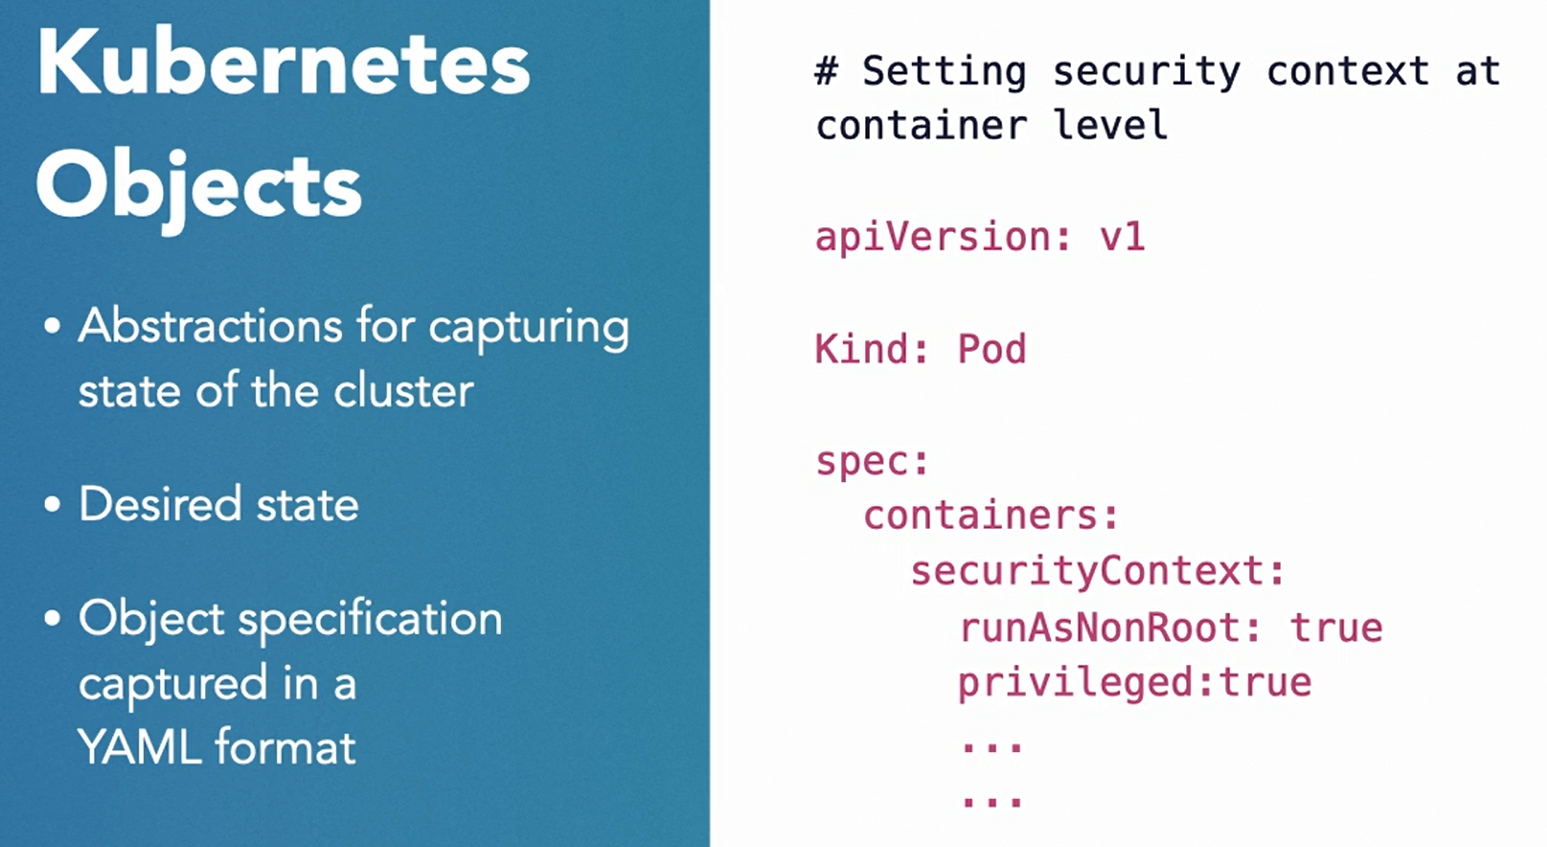 Kubernetes
Objects
• Abstractions for capturing
state of the cluster
• Desired state
• Object specification
captured in a
YAML format
# Setting security context at
container level
apiVersion: v1
Kind: Pod
spec:
  containers:
    securityContext:
      runAsNonRoot: true
      privileged:true
      ...
      ...